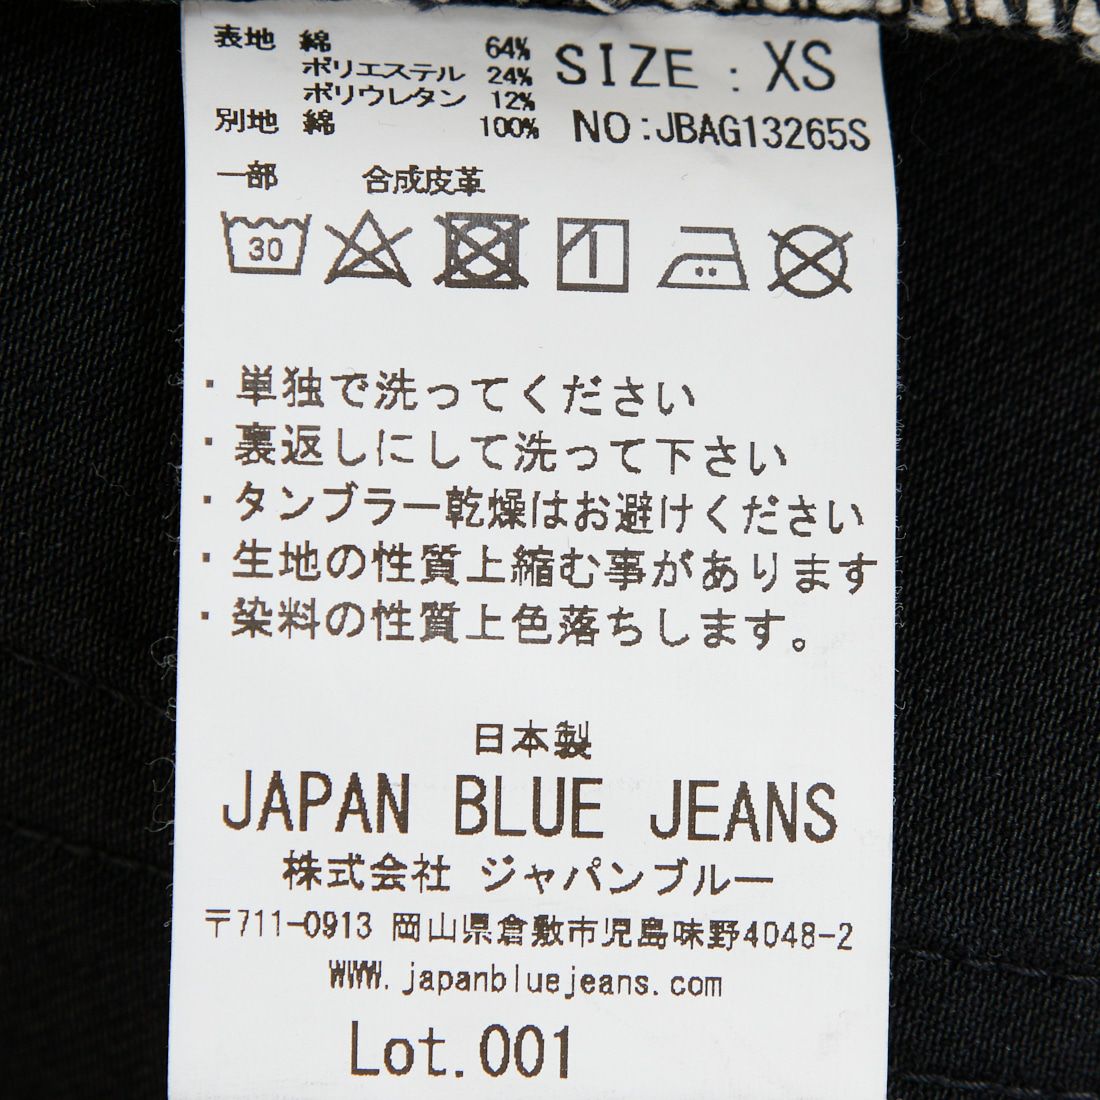 表地 綿 64%
ポリエステル 24%
ポリウレタン 12%
別地 綿 100%
一部 合成皮革
SIZE : XS
NO:JBAG13265S
30
・単独で洗ってください
・裏返しにして洗って下さい
・タンブラー乾燥はお避けください
・生地の性質上縮む事があります
・染料の性質上色落ちします。
日本製
JAPAN BLUE JEANS
株式会社 ジャパンブルー
〒711-0913 岡山県倉敷市児島味野4048-2
WWW.japanbluejeans.com
Lot.001